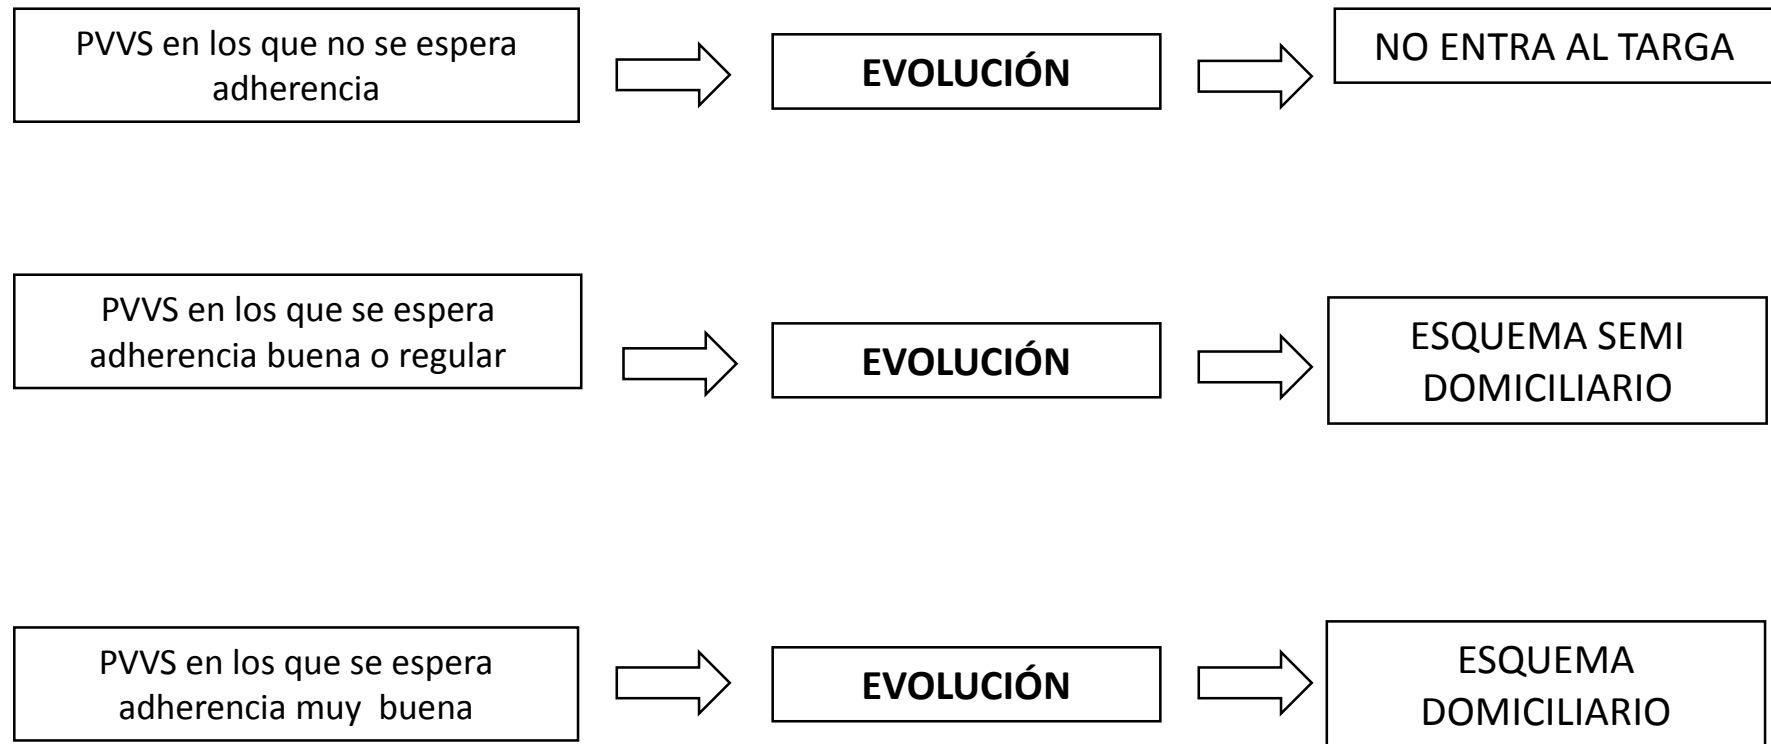 PVVS en los que no se espera
adherencia
EVOLUCIÓN
NO ENTRA AL TARGA
PVVS en los que se espera
adherencia buena o regular
EVOLUCIÓN
ESQUEMA SEMI
DOMICILIARIO
PVVS en los que se espera
adherencia muy  buena
EVOLUCIÓN
ESQUEMA
DOMICILIARIO